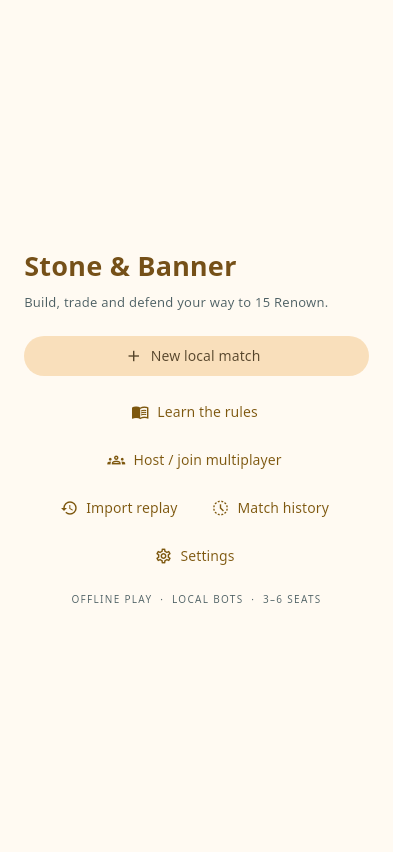 Stone & Banner
Build, trade and defend your way to 15 Renown.
New local match
Learn the rules
Host / join multiplayer
Import replay Match history
Settings
OFFLINE PLAY · LOCAL BOTS · 3–6 SEATS